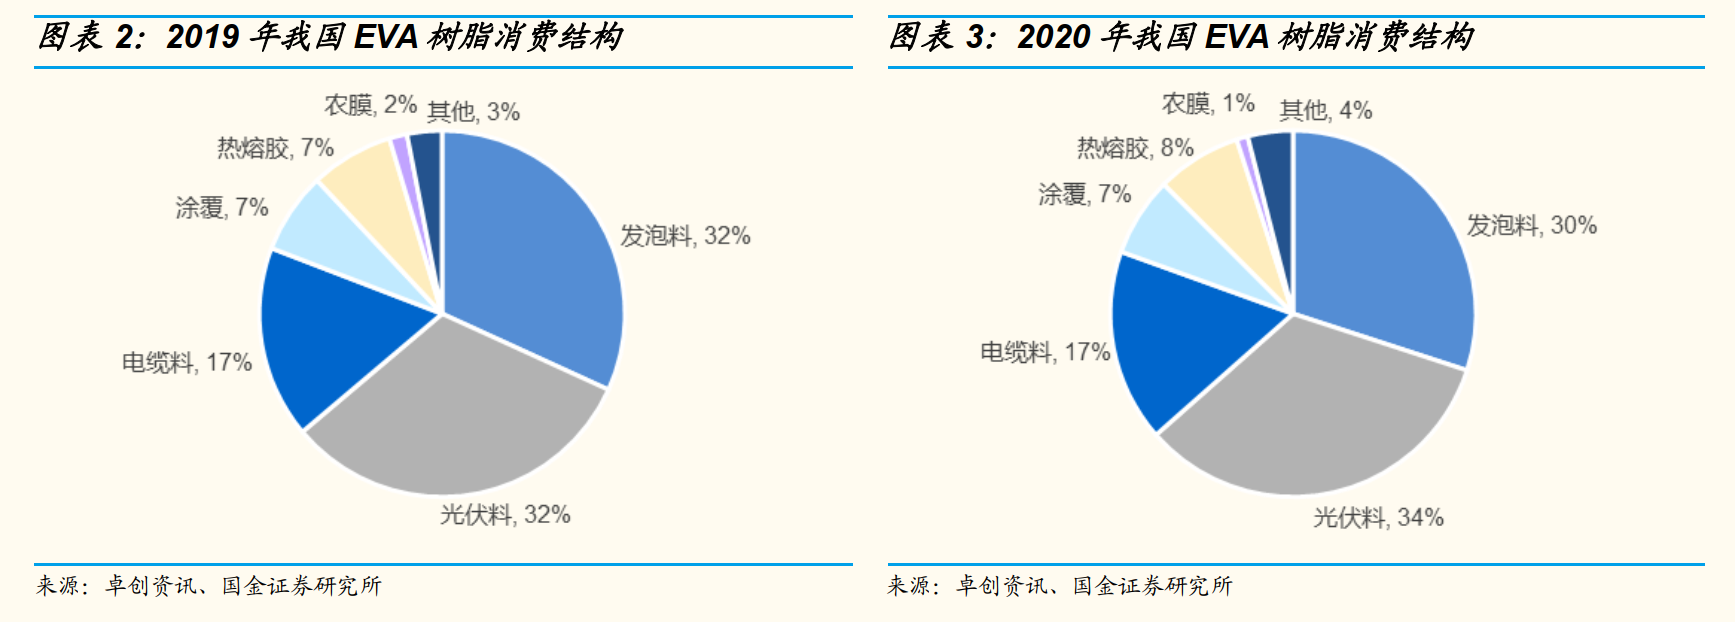 图表 2：2019 年我国 EVA 树脂消费结构
农膜, 2%
其他, 3%
热熔胶, 7%
涂覆, 7%
发泡料, 32%
电缆料, 17%
光伏料, 32%
来源：卓创资讯、国金证券研究所
图表 3：2020 年我国 EVA 树脂消费结构
农膜, 1%
其他, 4%
热熔胶, 8%
涂覆, 7%
发泡料, 30%
电缆料, 17%
光伏料, 34%
来源：卓创资讯、国金证券研究所